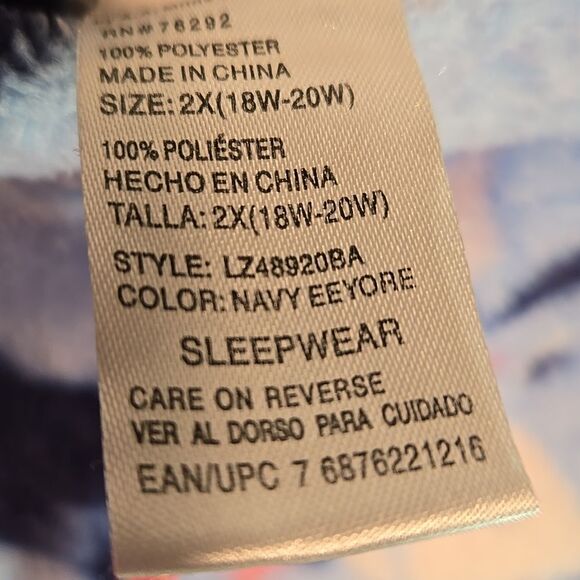 RN# 76292
100% POLYESTER
MADE IN CHINA
SIZE: 2X(18W-20W)
100% POLIÉSTER
HECHO EN CHINA
TALLA: 2X(18W-20W)
STYLE: LZ48920BA
COLOR: NAVY EEYORE
SLEEPWEAR
CARE ON REVERSE
VER AL DORSO PARA CUIDADO
EAN/UPC 7 6876221216